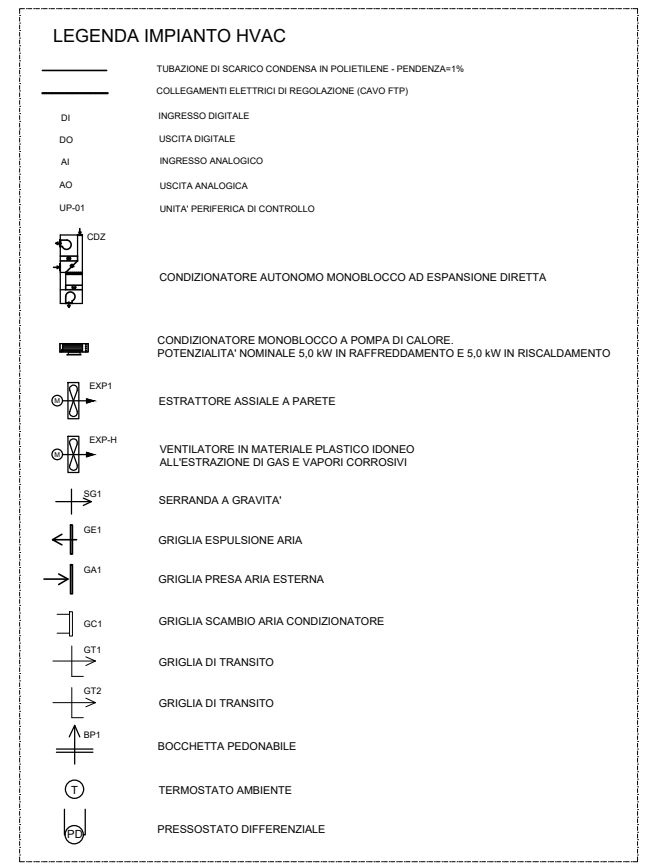 LEGENDA IMPIANTO HVAC
TUBAZIONE DI SCARICO CONDENSA IN POLIETILENE - PENDENZA=1%
COLLEGAMENTI ELETTRICI DI REGOLAZIONE (CAVO FTP)
DI INGRESSO DIGITALE
DO USCITA DIGITALE
AI INGRESSO ANALOGICO
AO USCITA ANALOGICA
UP-01 UNITA' PERIFERICA DI CONTROLLO
CDZ
CONDIZIONATORE AUTONOMO MONOBLOCCO AD ESPANSIONE DIRETTA
CONDIZIONATORE MONOBLOCCO A POMPA DI CALORE.
POTENZIALITA' NOMINALE 5,0 kW IN RAFFREDDAMENTO E 5,0 kW IN RISCALDAMENTO
EXP1
M ESTRATTORE ASSIALE A PARETE
EXP-H
VENTILATORE IN MATERIALE PLASTICO IDONEO
M
ALL'ESTRAZIONE DI GAS E VAPORI CORROSIVI
SG1
SERRANDA A GRAVITA'
GE1
GRIGLIA ESPULSIONE ARIA
GA1
GRIGLIA PRESA ARIA ESTERNA
GC1 GRIGLIA SCAMBIO ARIA CONDIZIONATORE
GT1
GRIGLIA DI TRANSITO
GT2
GRIGLIA DI TRANSITO
BP1
BOCCHETTA PEDONABILE
T TERMOSTATO AMBIENTE
PD PRESSOSTATO DIFFERENZIALE